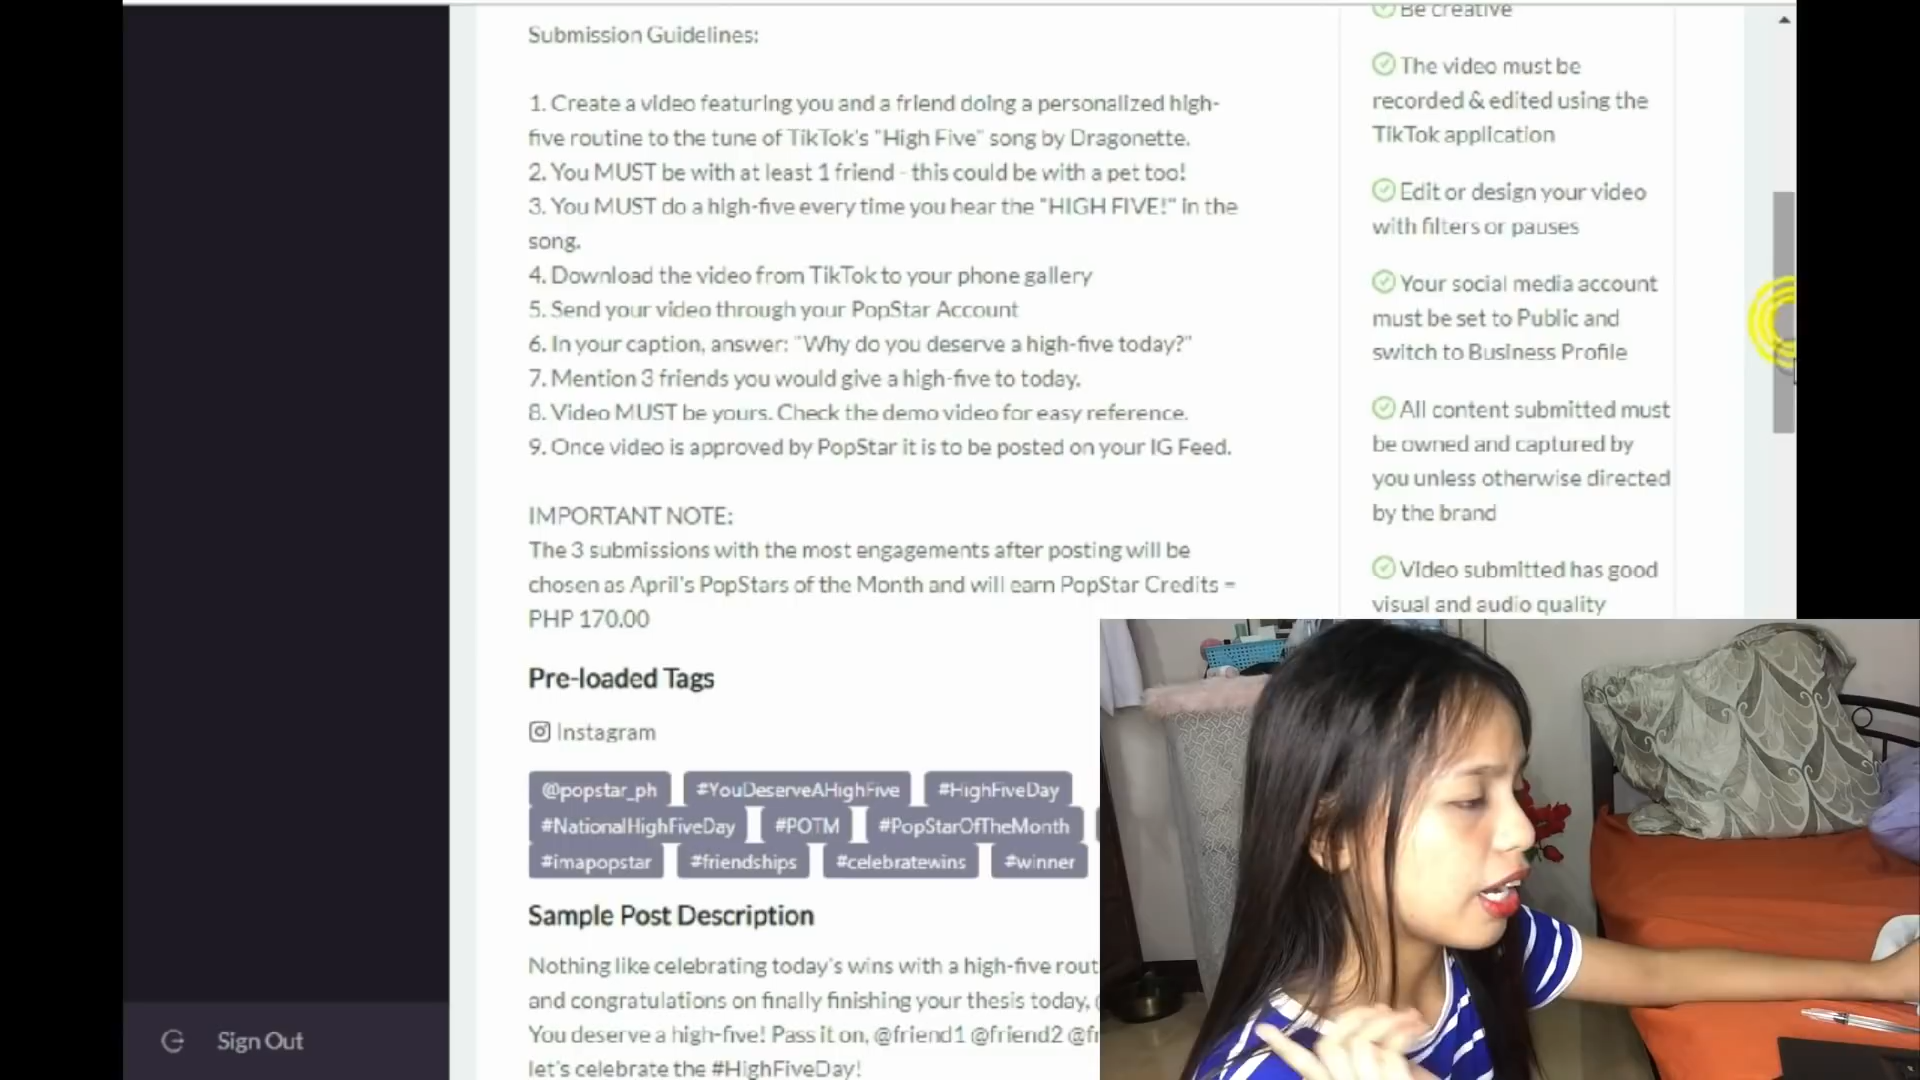 Submission Guidelines:
1. Create a video featuring you and a friend doing a personalized high-
five routine to the tune of TikTok's "High Five" song by Dragonette.
2. You MUST be with at least 1 friend - this could be with a pet too!
3. You MUST do a high-five every time you hear the "HIGH FIVE!" in the
song.
4. Download the video from TikTok to your phone gallery
5. Send your video through your PopStar Account
6. In your caption, answer: "Why do you deserve a high-five today?"
7. Mention 3 friends you would give a high-five to today.
8. Video MUST be yours. Check the demo video for easy reference.
9. Once video is approved by PopStar it is to be posted on your IG Feed.
IMPORTANT NOTE:
The 3 submissions with the most engagements after posting will be
chosen as April's PopStars of the Month and will earn PopStar Credits =
PHP 170.00
Pre-loaded Tags
Instagram
@popstar_ph #YouDeserveAHighFive #HighFiveDay
#NationalHighFiveDay #POTM #PopStarOfTheMonth
#imapopstar #friendships #celebratewins #winner
Sample Post Description
Nothing like celebrating today's wins with a high-five rout
and congratulations on finally finishing your thesis today,
You deserve a high-five! Pass it on, @friend1 @friend2 @f
let's celebrate the #HighFiveDay!
Be creative
The video must be
recorded & edited using the
TikTok application
Edit or design your video
with filters or pauses
Your social media account
must be set to Public and
switch to Business Profile
All content submitted must
be owned and captured by
you unless otherwise directed
by the brand
Video submitted has good
visual and audio quality
Sign Out